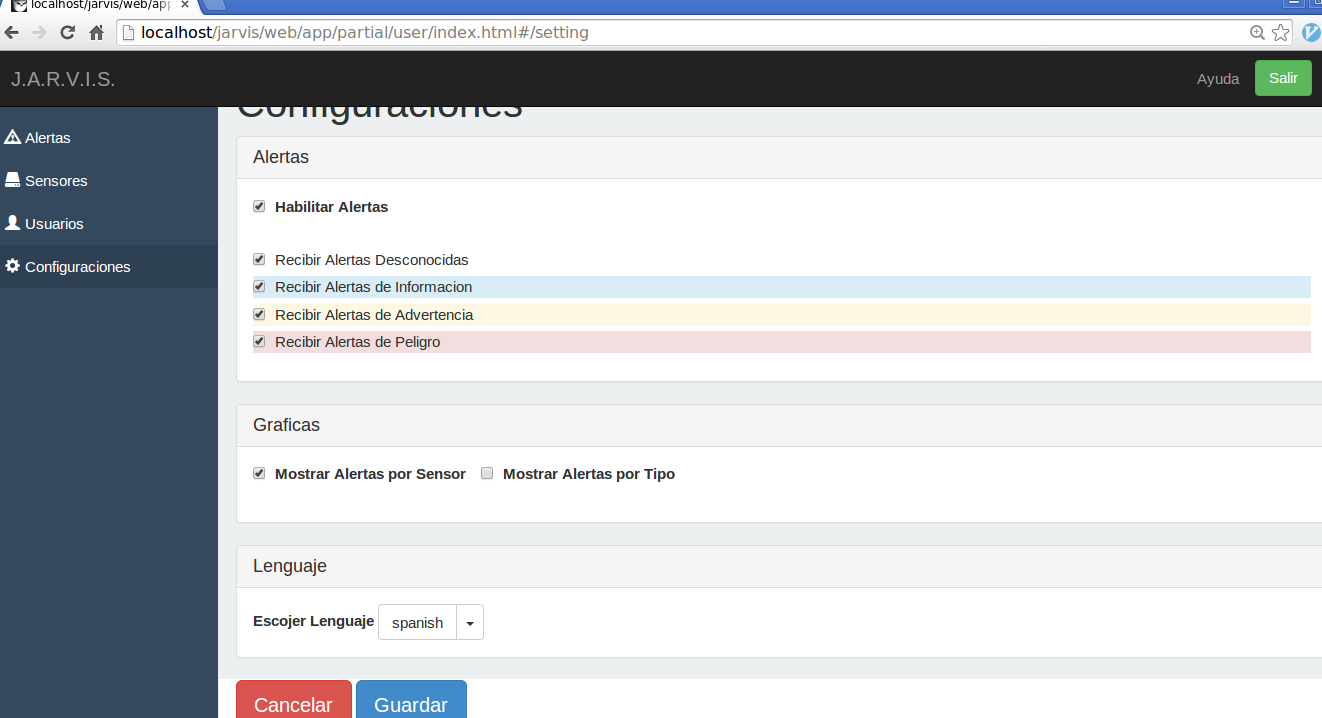 localhost/jarvis/web/app
localhost/jarvis/web/app/partial/user/index.html#/setting
J.A.R.V.I.S.
Ayuda
Salir
Configuraciones
Alertas
Sensores
Usuarios
Configuraciones
Alertas
Habilitar Alertas
Recibir Alertas Desconocidas
Recibir Alertas de Informacion
Recibir Alertas de Advertencia
Recibir Alertas de Peligro
Graficas
Mostrar Alertas por Sensor
Mostrar Alertas por Tipo
Lenguaje
Escojer Lenguaje spanish
Cancelar Guardar